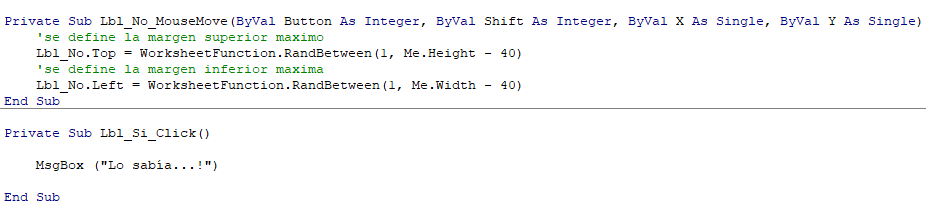 Private Sub Lbl_No_MouseMove(ByVal Button As Integer, ByVal Shift As Integer, ByVal X As Single, ByVal Y As Single)
    'se define la margen superior maximo
    Lbl_No.Top = WorksheetFunction.RandBetween(1, Me.Height - 40)
    'se define la margen inferior maxima
    Lbl_No.Left = WorksheetFunction.RandBetween(1, Me.Width - 40)
End Sub
Private Sub Lbl_Si_Click()
    MsgBox ("Lo sabía...!")
End Sub